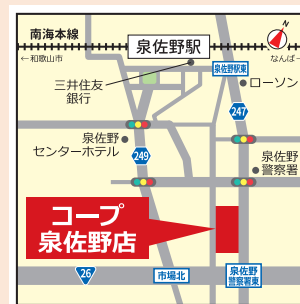 南海本線
N
←和歌山市
泉佐野駅
なんば→
泉佐野駅東
三井住友
銀行
ローソン
247
泉佐野
センターホテル
249
泉佐野
警察署
コープ
泉佐野店
26
市場北
泉佐野
警察署東